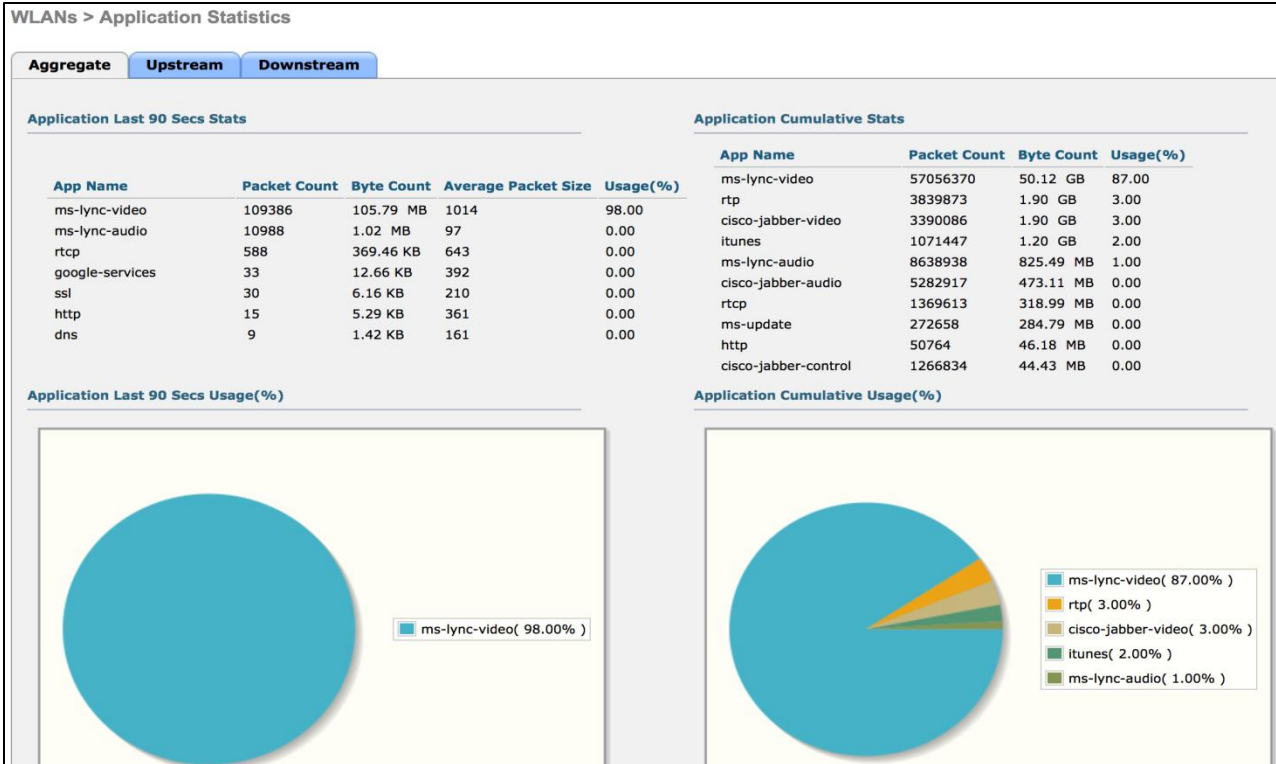 WLANs > Application Statistics
Aggregate Upstream Downstream
Application Last 90 Secs Stats
App Name Packet Count Byte Count Average Packet Size Usage(%)
ms-lync-video 109386 105.79 MB 1014 98.00
ms-lync-audio 10988 1.02 MB 97 0.00
rtcp 588 369.46 KB 643 0.00
google-services 33 12.66 KB 392 0.00
ssl 30 6.16 KB 210 0.00
http 15 5.29 KB 361 0.00
dns 9 1.42 KB 161 0.00
Application Cumulative Stats
App Name Packet Count Byte Count Usage(%)
ms-lync-video 57056370 50.12 GB 87.00
rtp 3839873 1.90 GB 3.00
cisco-jabber-video 3390086 1.90 GB 3.00
itunes 1071447 1.20 GB 2.00
ms-lync-audio 8638938 825.49 MB 1.00
cisco-jabber-audio 5282917 473.11 MB 0.00
rtcp 1369613 318.99 MB 0.00
ms-update 272658 284.79 MB 0.00
http 50764 46.18 MB 0.00
cisco-jabber-control 1266834 44.43 MB 0.00
Application Last 90 Secs Usage(%)
ms-lync-video( 98.00% )
Application Cumulative Usage(%)
ms-lync-video( 87.00% )
rtp( 3.00% )
cisco-jabber-video( 3.00% )
itunes( 2.00% )
ms-lync-audio( 1.00% )